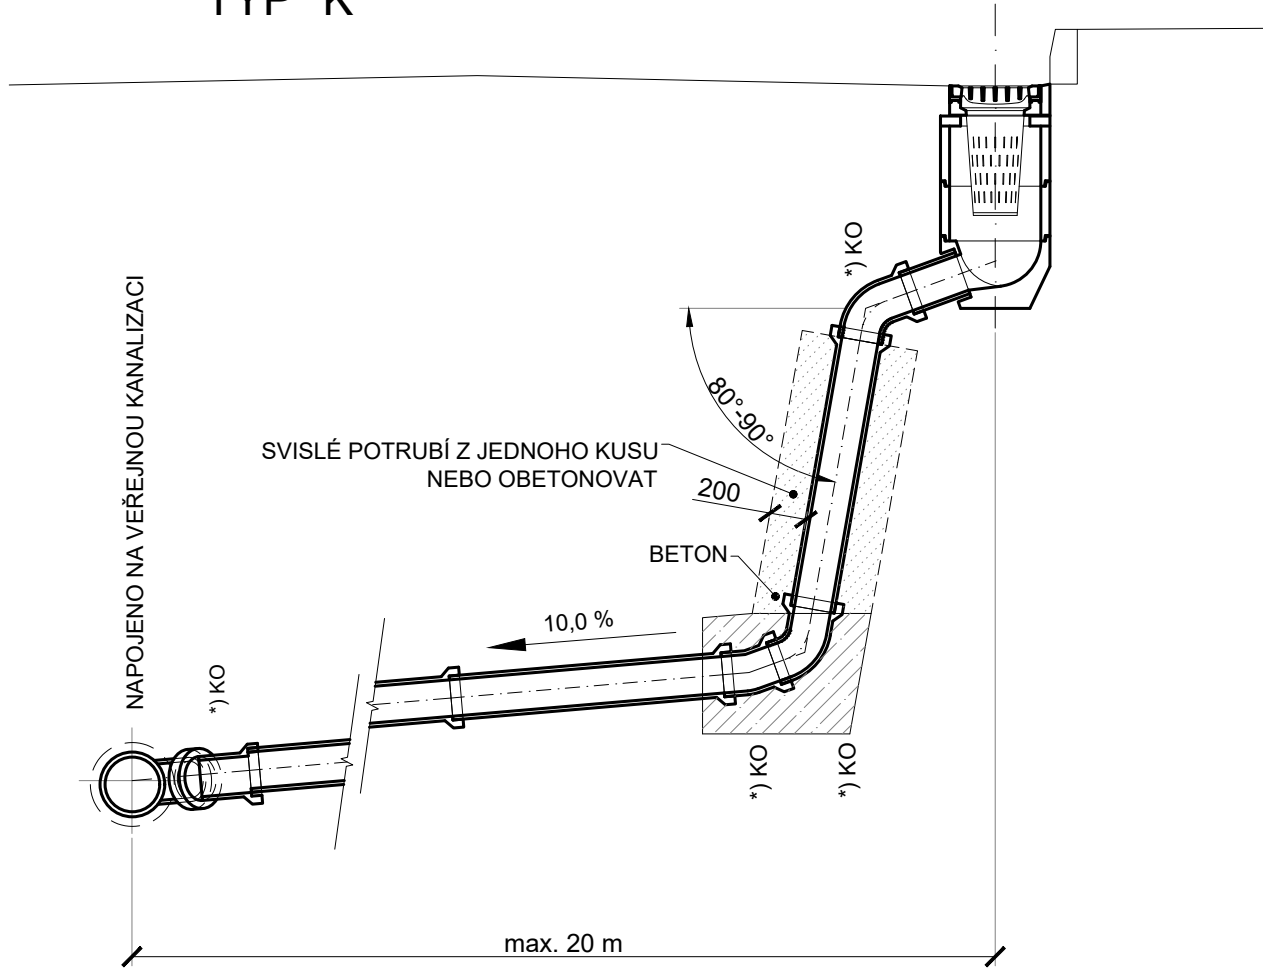 TYP "K"
*) KO
NAPOJENO NA VEŘEJNOU KANALIZACI
80°-90°
SVISLÉ POTRUBÍ Z JEDNOHO KUSU
NEBO OBETONOVAT
200
BETON
10,0 %
*) KO
*) KO
*) KO
max. 20 m